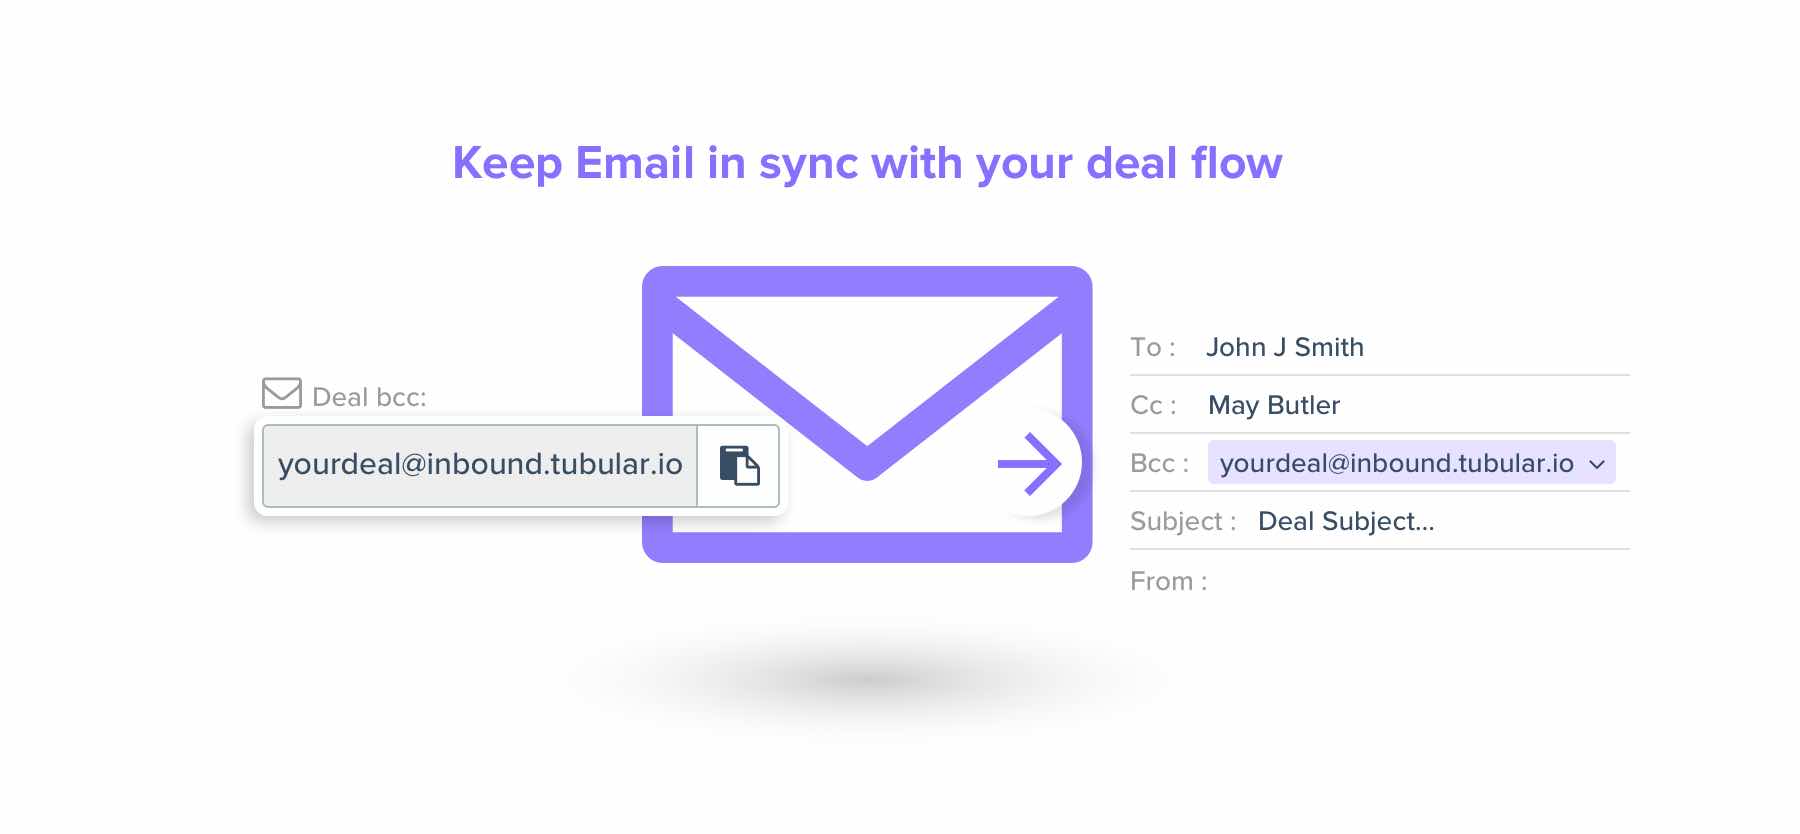 Keep Email in sync with your deal flow
Deal bcc:
yourdeal@inbound.tubular.io
To : John J Smith
Cc : May Butler
Bcc : yourdeal@inbound.tubular.io
Subject : Deal Subject...
From :